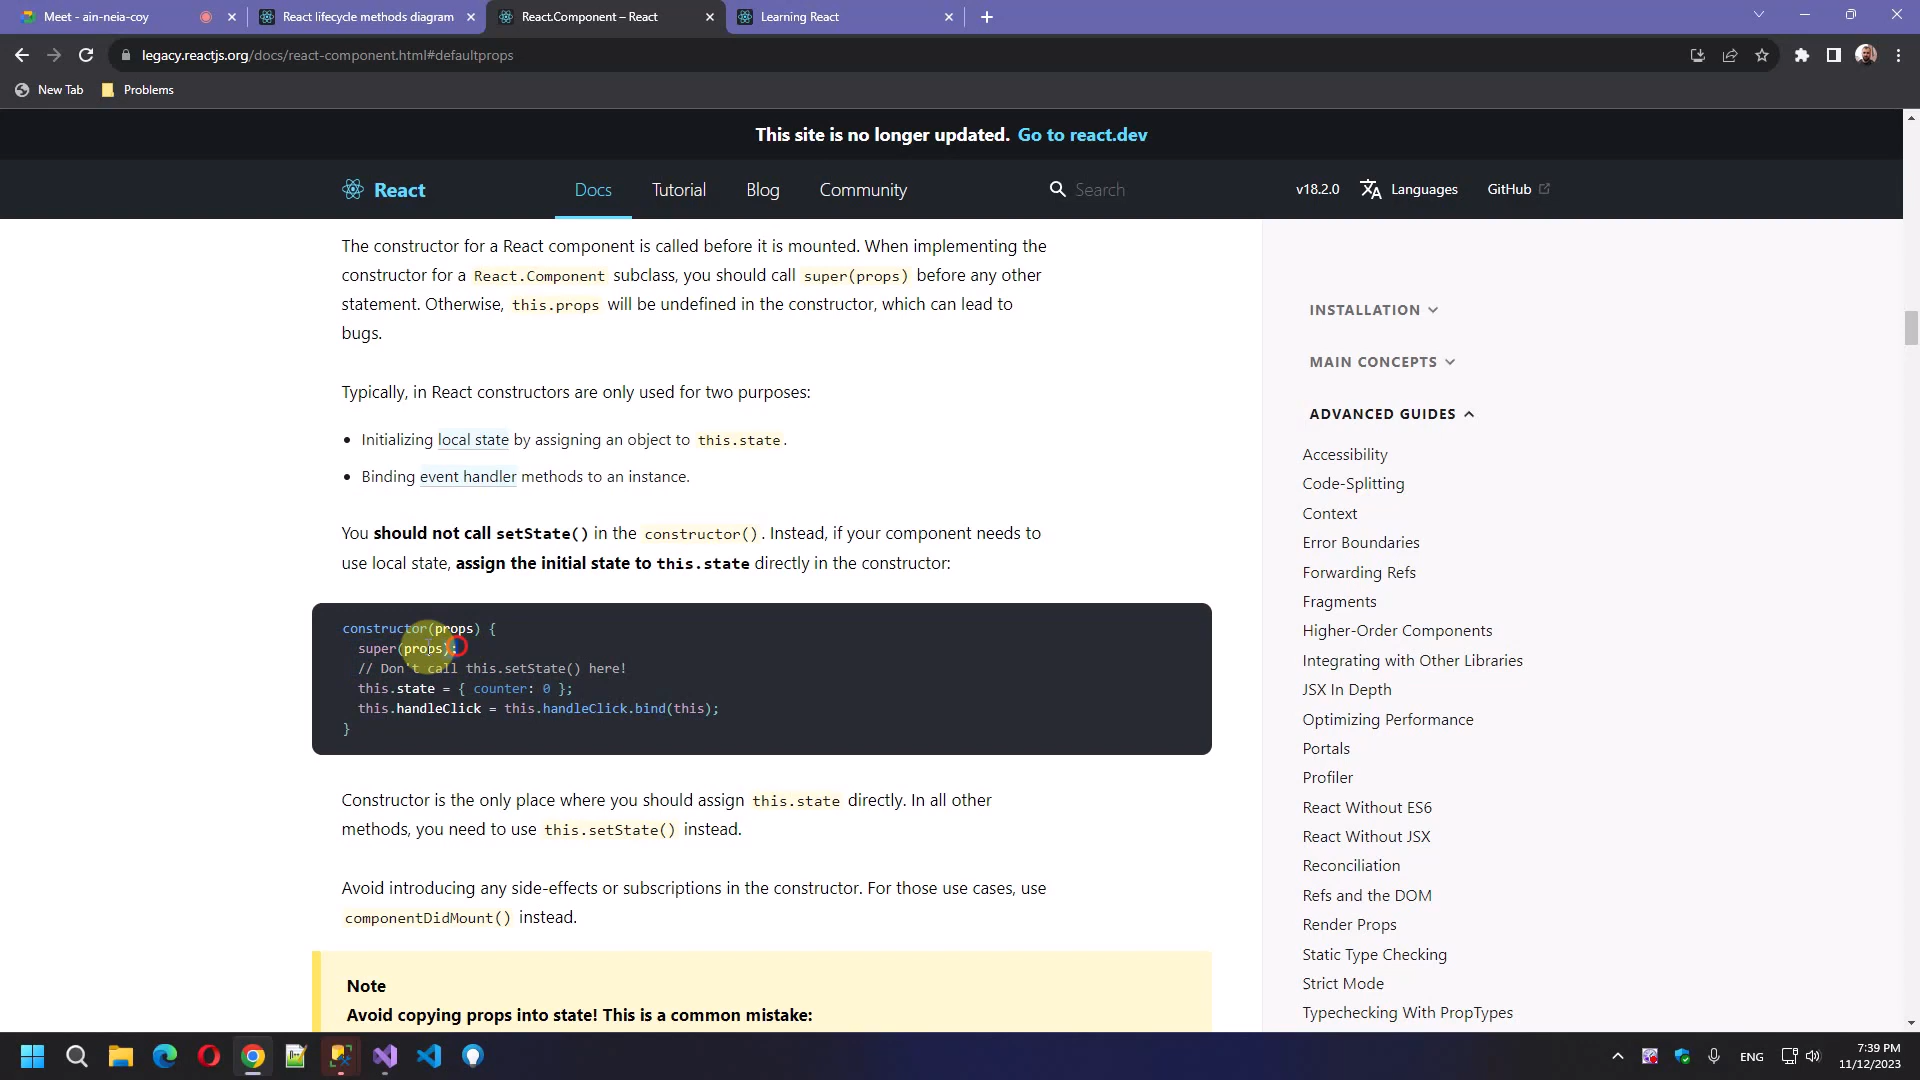 Meet - ain-neia-coy
React lifecycle methods diagram
React.Component – React
Learning React
legacy.reactjs.org/docs/react-component.html#defaultprops
New Tab
Problems
This site is no longer updated. Go to react.dev
React
Docs
Tutorial
Blog
Community
Search
v18.2.0
Languages
GitHub
The constructor for a React component is called before it is mounted. When implementing the
constructor for a React.Component subclass, you should call super(props) before any other
statement. Otherwise, this.props will be undefined in the constructor, which can lead to
bugs.
Typically, in React constructors are only used for two purposes:
• Initializing local state by assigning an object to this.state.
• Binding event handler methods to an instance.
You should not call setState() in the constructor(). Instead, if your component needs to
use local state, assign the initial state to this.state directly in the constructor:
constructor(props) {
super(props);
// Don't call this.setState() here!
this.state = { counter: 0 };
this.handleClick = this.handleClick.bind(this);
}
Constructor is the only place where you should assign this.state directly. In all other
methods, you need to use this.setState() instead.
Avoid introducing any side-effects or subscriptions in the constructor. For those use cases, use
componentDidMount() instead.
Note
Avoid copying props into state! This is a common mistake:
INSTALLATION
MAIN CONCEPTS
ADVANCED GUIDES
Accessibility
Code-Splitting
Context
Error Boundaries
Forwarding Refs
Fragments
Higher-Order Components
Integrating with Other Libraries
JSX In Depth
Optimizing Performance
Portals
Profiler
React Without ES6
React Without JSX
Reconciliation
Refs and the DOM
Render Props
Static Type Checking
Strict Mode
Typechecking With PropTypes
ENG
7:39 PM
11/12/2023